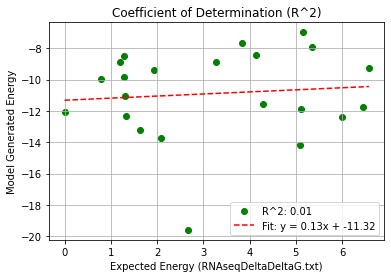 Coefficient of Determination (R^2)
Model Generated Energy
−8
−10
−12
−14
−16
−18
−20
0 1 2 3 4 5 6
Expected Energy (RNAseqDeltaDeltaG.txt)
R^2: 0.01
Fit: y = 0.13x + -11.32